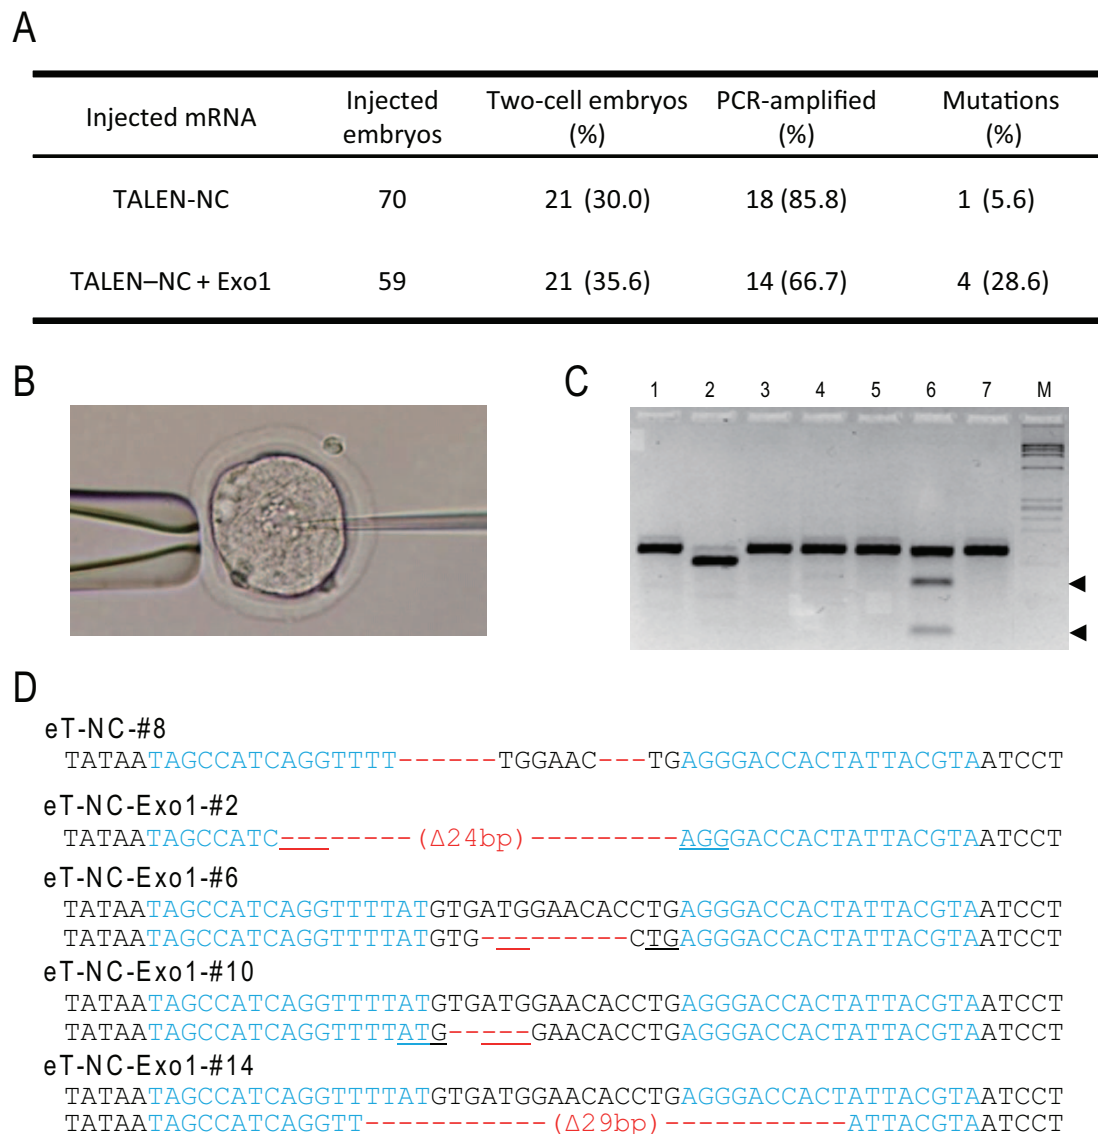 A
Injected mRNA
Injected embryos
Two-cell embryos (%)
PCR-amplified (%)
Mutations (%)
TALEN-NC 70 21 (30.0) 18 (85.8) 1 (5.6)
TALEN–NC + Exo1 59 21 (35.6) 14 (66.7) 4 (28.6)
B
C
1 2 3 4 5 6 7 M
D
eT-NC-#8
TATAATAGCCATCAGGTTTT------TGGAAC---TGAGGGACCACTATTACGTAATCCT
eT-NC-Exo1-#2
TATAATAGCCATC--------(Δ24bp)---------AGGGACCACTATTACGTAATCCT
eT-NC-Exo1-#6
TATAATAGCCATCAGGTTTTATGTGATGGAACACCTGAGGGACCACTATTACGTAATCCT
TATAATAGCCATCAGGTTTTATGTG---------CTGAGGGACCACTATTACGTAATCCT
eT-NC-Exo1-#10
TATAATAGCCATCAGGTTTTATGTGATGGAACACCTGAGGGACCACTATTACGTAATCCT
TATAATAGCCATCAGGTTTTATG-----GAACACCTGAGGGACCACTATTACGTAATCCT
eT-NC-Exo1-#14
TATAATAGCCATCAGGTTTTATGTGATGGAACACCTGAGGGACCACTATTACGTAATCCT
TATAATAGCCATCAGGTT-----------(Δ29bp)-----------ATTACGTAATCCT